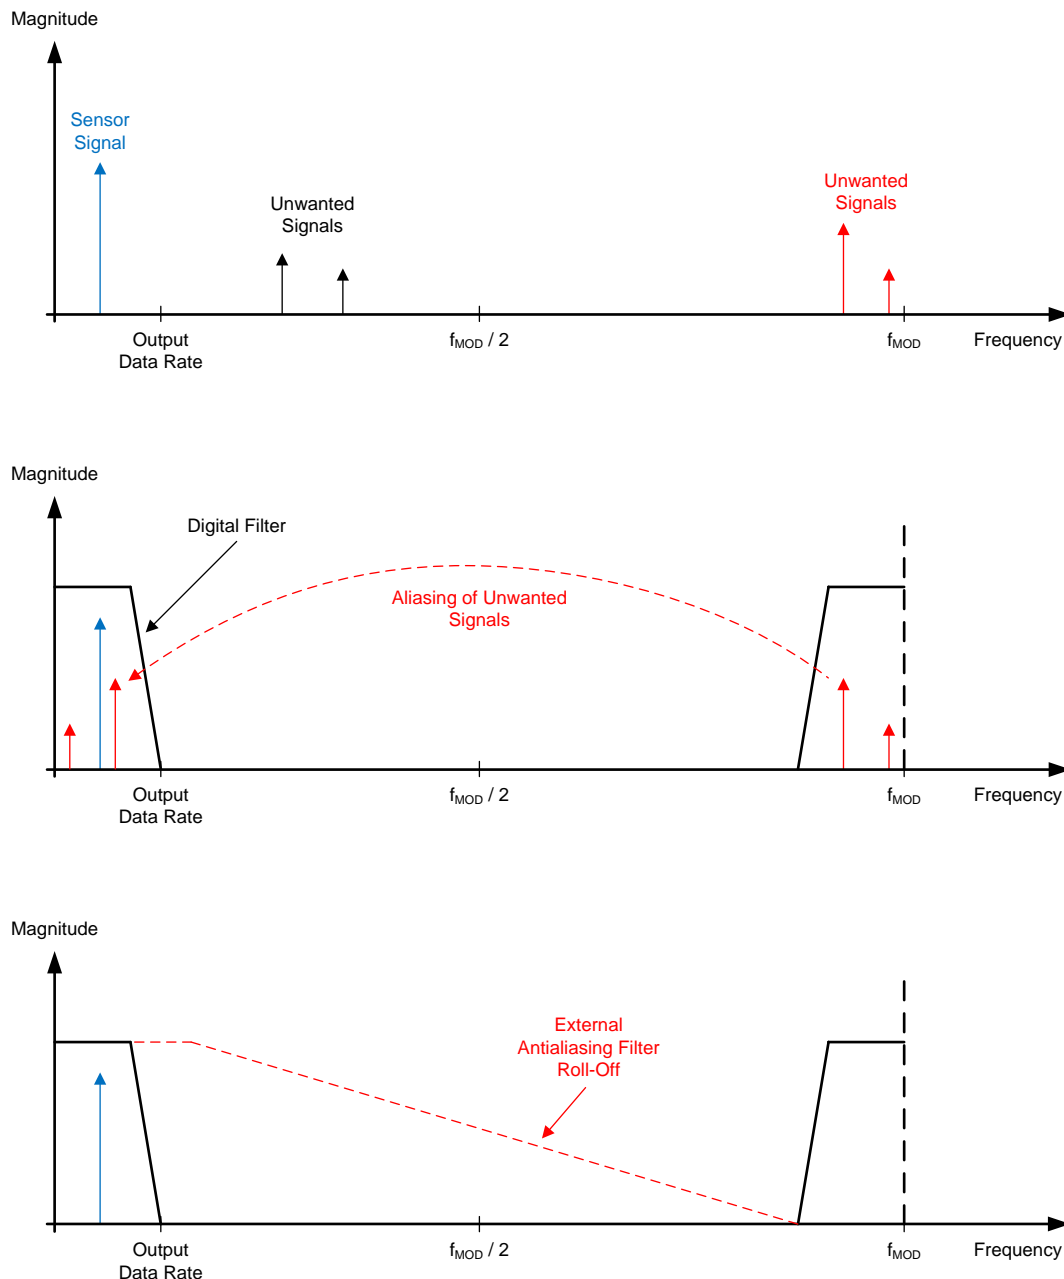 Magnitude
Sensor
Signal
Unwanted
Signals
Unwanted
Signals
Output
Data Rate
fMOD / 2
fMOD
Frequency
Magnitude
Digital Filter
Aliasing of Unwanted
Signals
Output
Data Rate
fMOD / 2
fMOD
Frequency
Magnitude
External
Antialiasing Filter
Roll-Off
Output
Data Rate
fMOD / 2
fMOD
Frequency